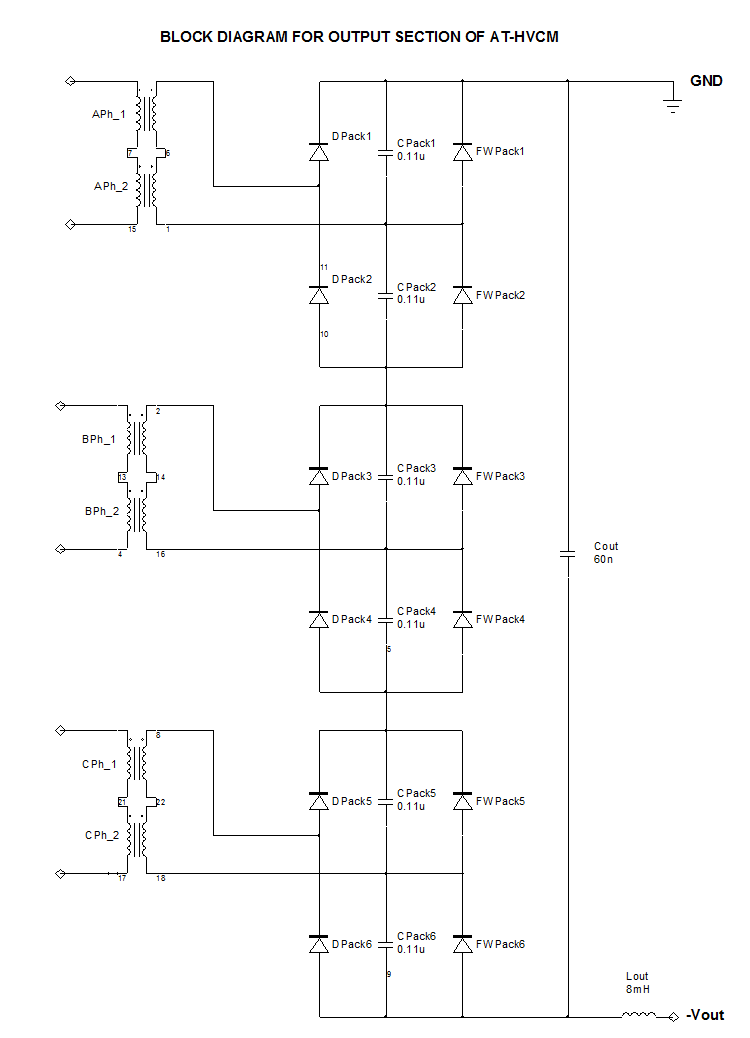 BLOCK DIAGRAM FOR OUTPUT SECTION OF AT-HVCM
GND
APh_1
DPack1
CPack1
0.11u
FWPack1
7
6
APh_2
15
1
11
DPack2
CPack2
0.11u
FWPack2
10
2
BPh_1
13
14
DPack3
CPack3
0.11u
FWPack3
BPh_2
4
16
Cout
60n
DPack4
CPack4
0.11u
FWPack4
5
8
CPh_1
21
22
DPack5
CPack5
0.11u
FWPack5
CPh_2
17
18
DPack6
CPack6
0.11u
FWPack6
9
Lout
8mH
-Vout